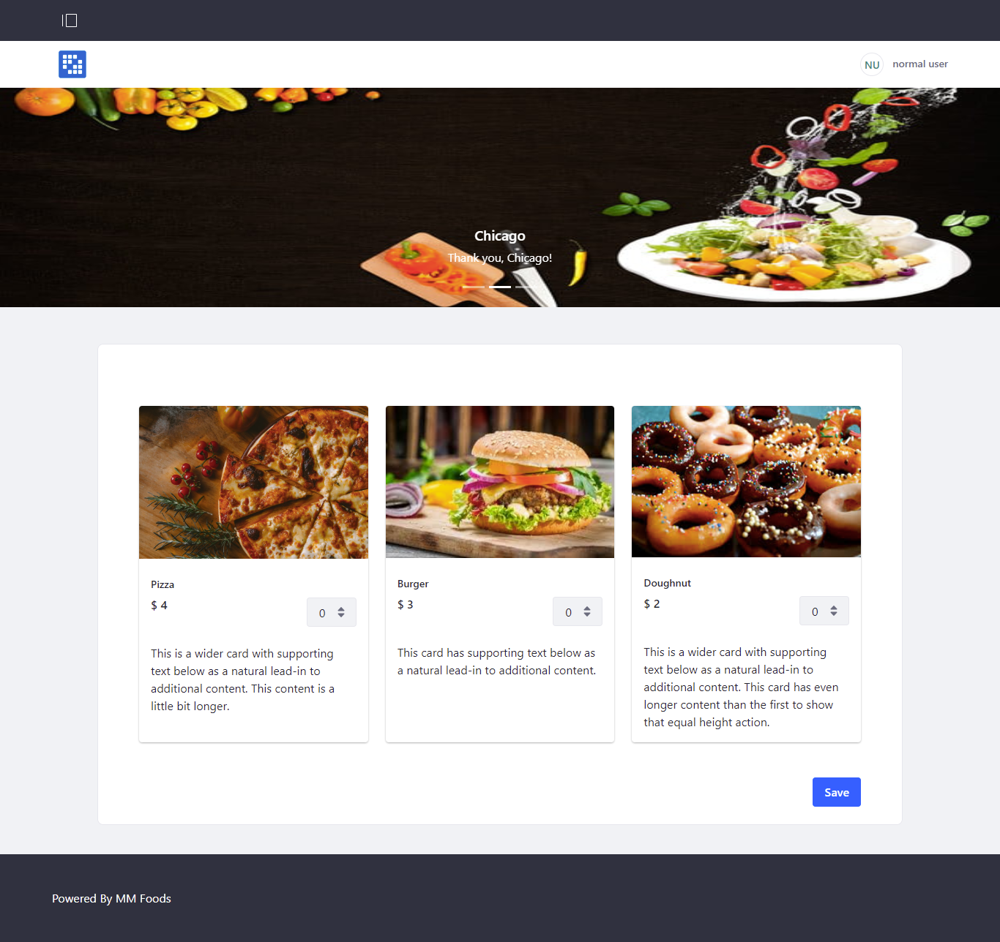 NU normal user
Chicago
Thank you, Chicago!
Pizza
$ 4
0
This is a wider card with supporting
text below as a natural lead-in to
additional content. This content is a
little bit longer.
Burger
$ 3
0
This card has supporting text below as
a natural lead-in to additional content.
Doughnut
$ 2
0
This is a wider card with supporting
text below as a natural lead-in to
additional content. This card has even
longer content than the first to show
that equal height action.
Save
Powered By MM Foods